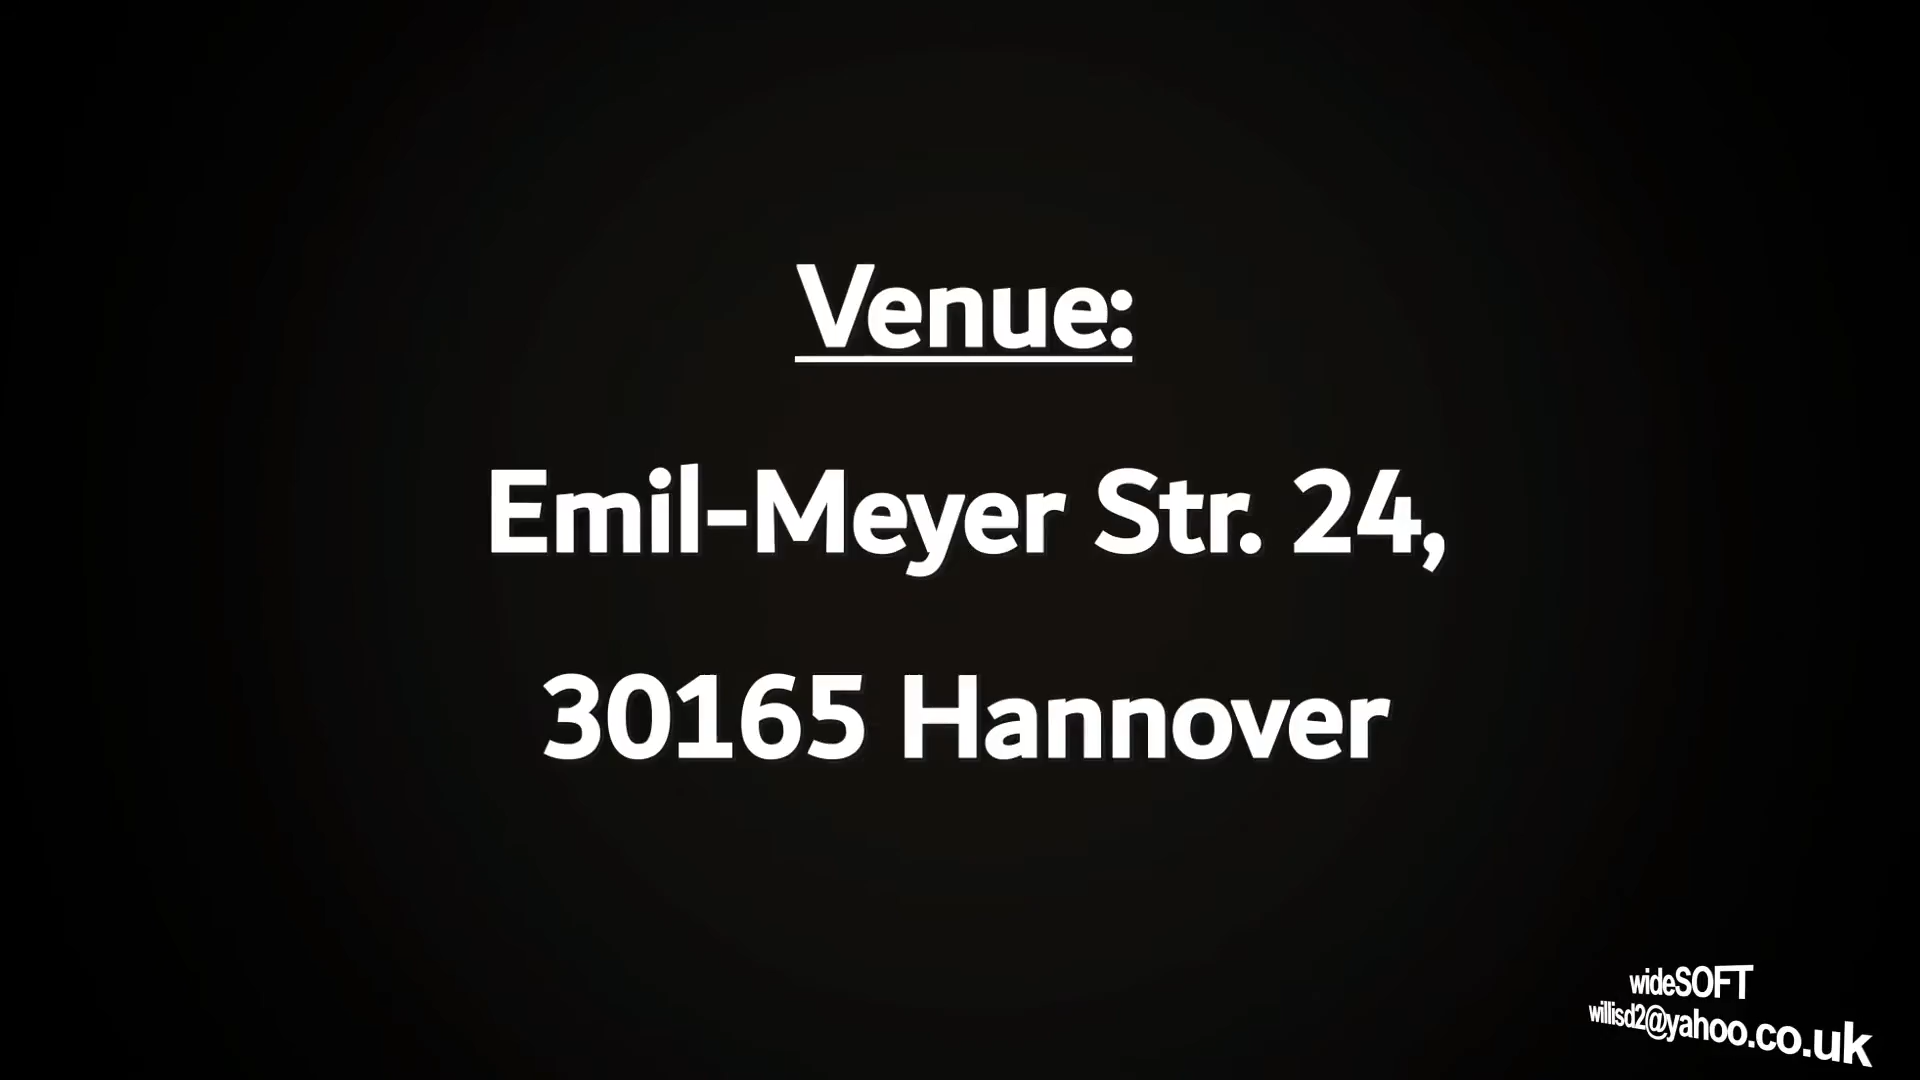 Venue:
Emil-Meyer Str. 24,
30165 Hannover
wideSOFT
willisd2@yahoo.co.uk